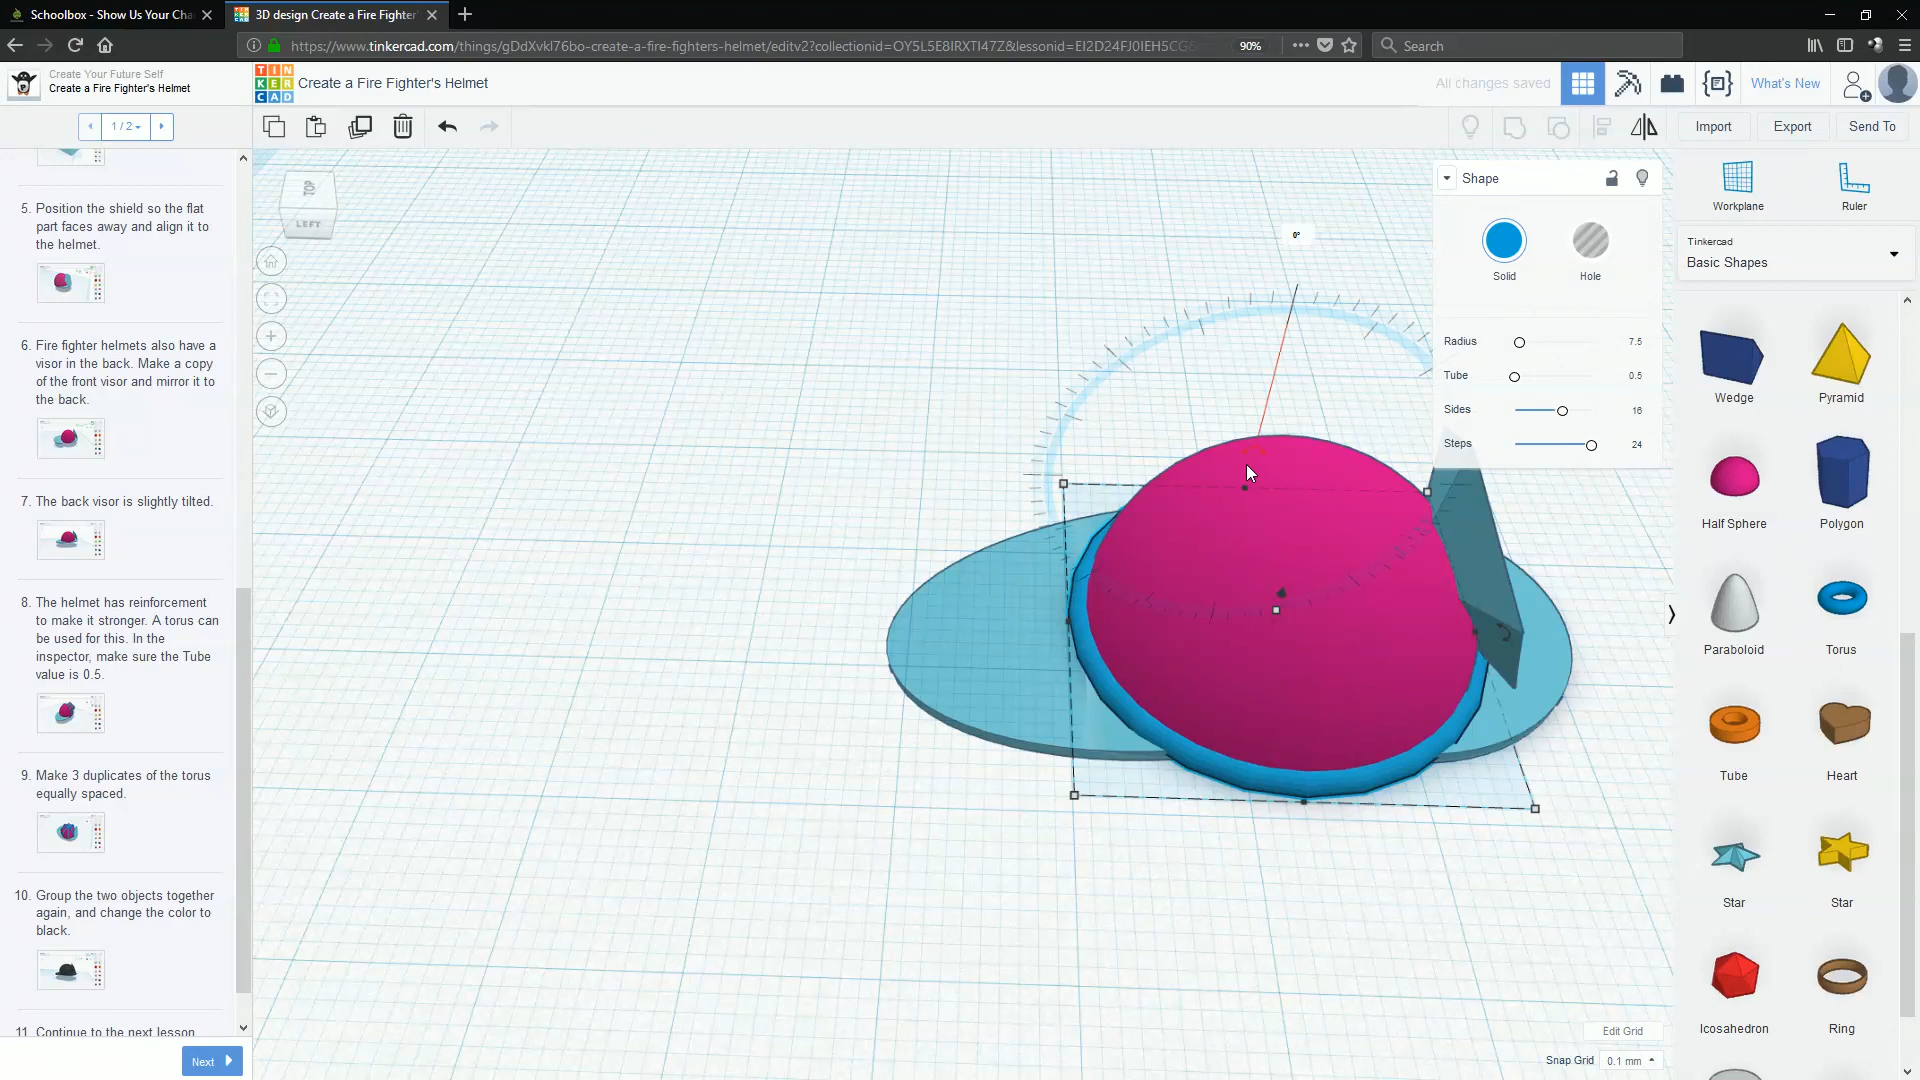 Schoolbox - Show Us Your Cha
3D design Create a Fire Fighter'
https://www.tinkercad.com/things/gDdXvkl76bo-create-a-fire-fighters-helmet/editv2?collectionid=OY5L5E8IRXTI47Z&lessonid=EI2D24FJ0IEH5CG8
90%
Search
Create Your Future Self
Create a Fire Fighter's Helmet
TIN
KER
CAD
Create a Fire Fighter's Helmet
All changes saved
What's New
1 / 2
Import
Export
Send To
5. Position the shield so the flat
part faces away and align it to
the helmet.
6. Fire fighter helmets also have a
visor in the back. Make a copy
of the front visor and mirror it to
the back.
7. The back visor is slightly tilted.
8. The helmet has reinforcement
to make it stronger. A torus can
be used for this. In the
inspector, make sure the Tube
value is 0.5.
9. Make 3 duplicates of the torus
equally spaced.
10. Group the two objects together
again, and change the color to
black.
11. Continue to the next lesson
Next
TOP
LEFT
0°
Shape
Solid
Hole
Radius
7.5
Tube
0.5
Sides
16
Steps
24
Workplane
Ruler
Tinkercad
Basic Shapes
Wedge
Pyramid
Half Sphere
Polygon
Paraboloid
Torus
Tube
Heart
Star
Star
Icosahedron
Ring
Edit Grid
Snap Grid
0.1 mm